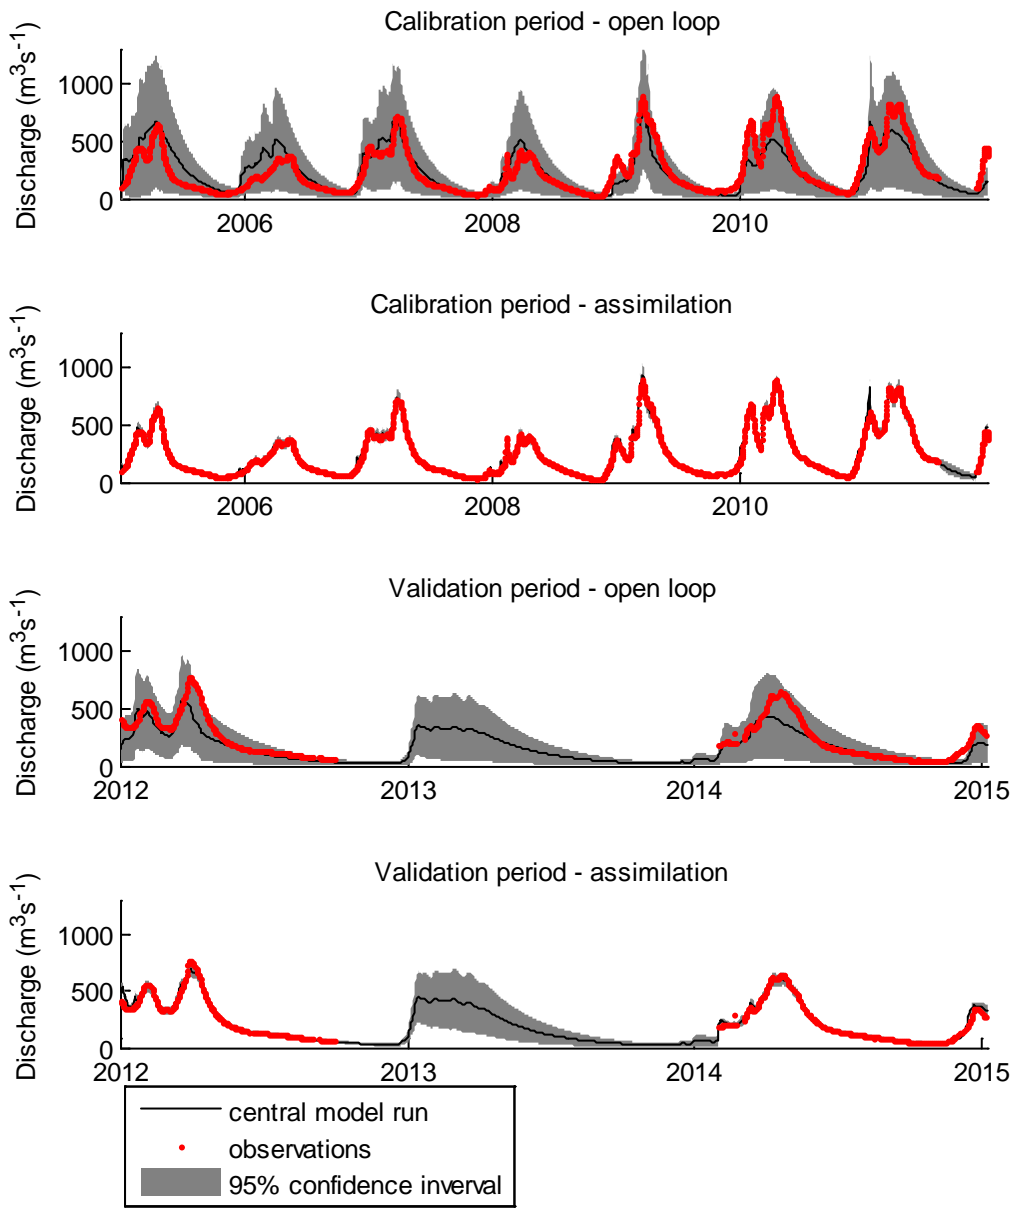 Calibration period - open loop
Discharge (m³s⁻¹)
1000
500
0
2006
2008
2010
Calibration period - assimilation
Discharge (m³s⁻¹)
1000
500
0
2006
2008
2010
Validation period - open loop
Discharge (m³s⁻¹)
1000
500
0
2012
2013
2014
2015
Validation period - assimilation
Discharge (m³s⁻¹)
1000
500
0
2012
2013
2014
2015
central model run
observations
95% confidence inverval